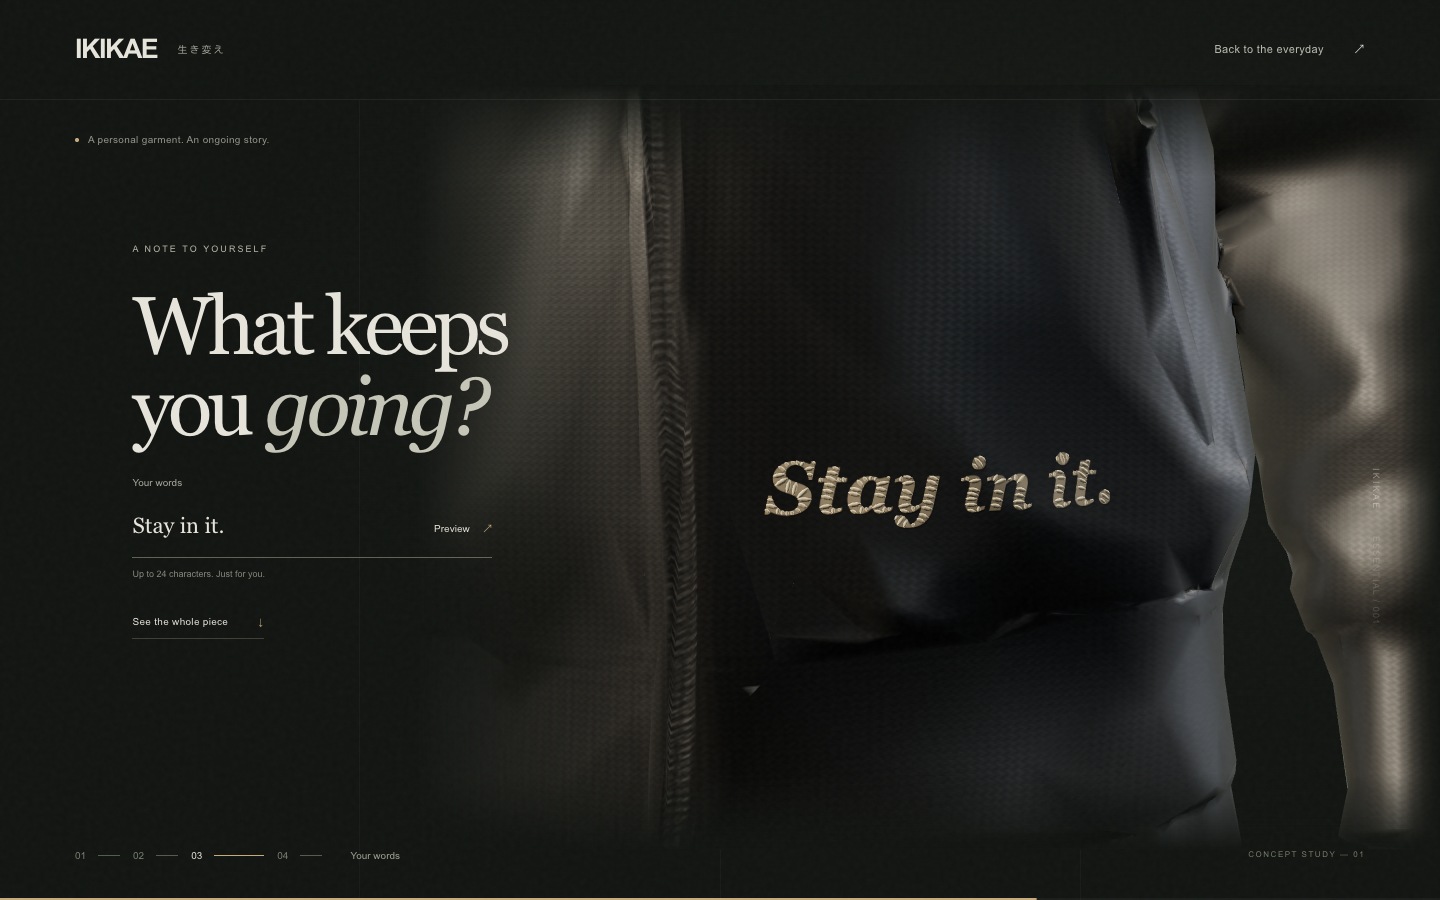 IKIKAE 生き変え
Back to the everyday ↗
A personal garment. An ongoing story.
A NOTE TO YOURSELF
What keeps
you going?
Your words
Stay in it.
Preview ↗
Up to 24 characters. Just for you.
See the whole piece ↓
Stay in it.
IKIKAE
01 02 03 04 Your words
CONCEPT STUDY — 01